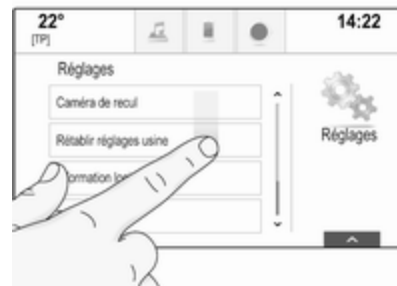 22°
14:22
[TP]
Réglages
Caméra de recul
Rétablir réglages usine
Réglages